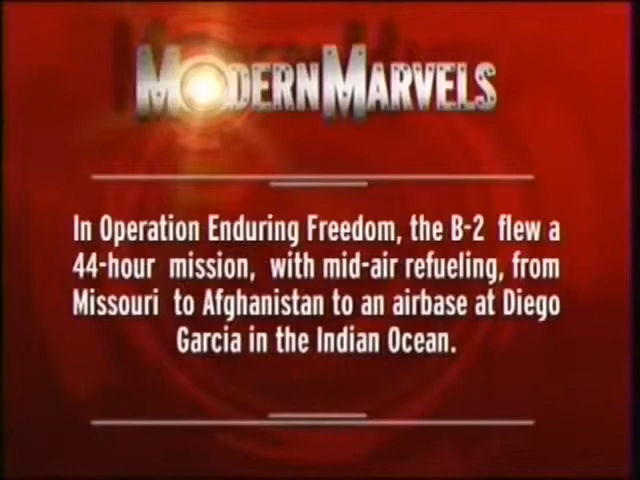 MODERN MARVELS
In Operation Enduring Freedom, the B-2 flew a
44-hour mission, with mid-air refueling, from
Missouri to Afghanistan to an airbase at Diego
Garcia in the Indian Ocean.